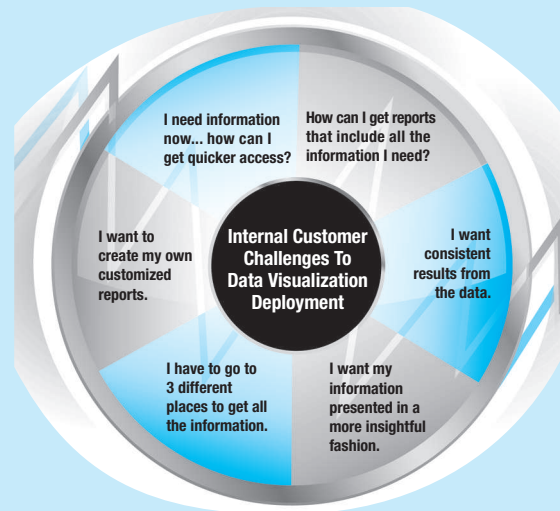 I need information
now... how can I
get quicker access?
How can I get reports
that include all the
information I need?
I want
consistent
results from
the data.
I want my
information
presented in a
more insightful
fashion.
I have to go to
3 different
places to get all
the information.
I want to
create my own
customized
reports.
Internal Customer
Challenges To
Data Visualization
Deployment